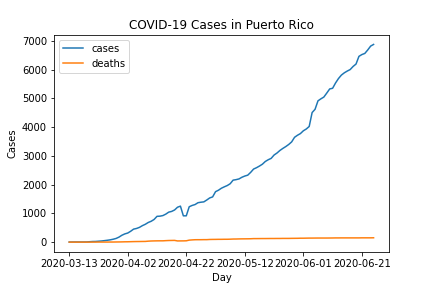 COVID-19 Cases in Puerto Rico
cases
deaths
7000
6000
5000
4000
3000
2000
1000
0
Cases
2020-03-13 2020-04-02 2020-04-22 2020-05-12 2020-06-01 2020-06-21
Day